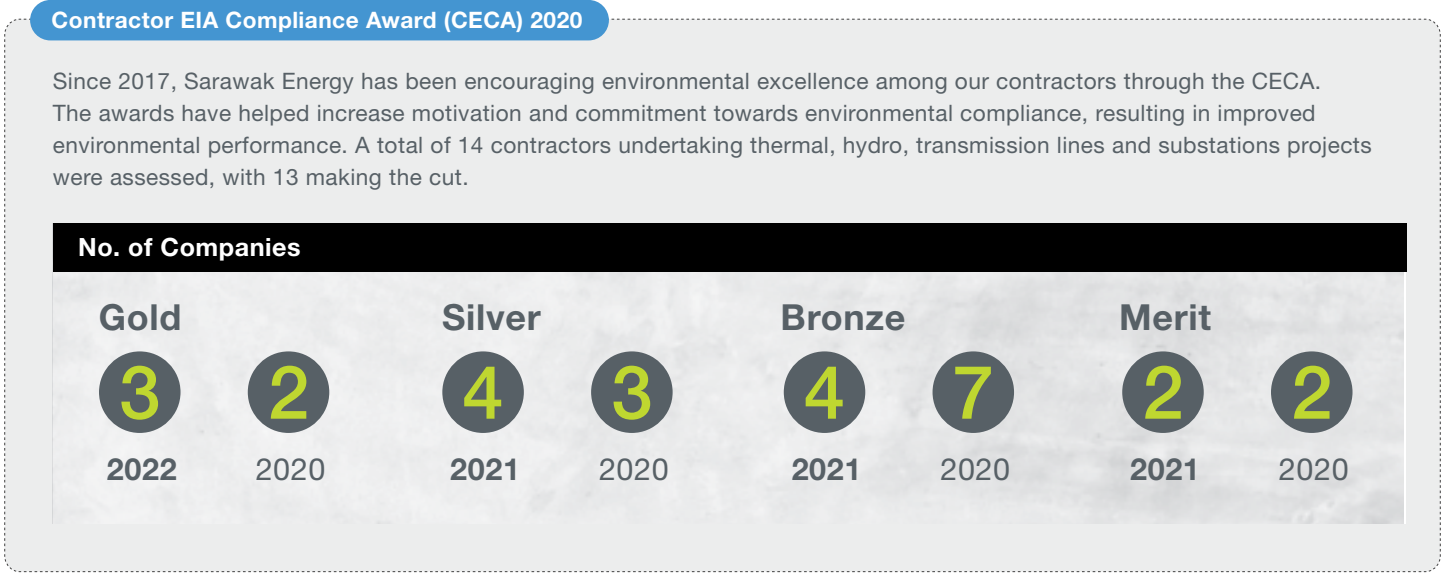 Contractor EIA Compliance Award (CECA) 2020
Since 2017, Sarawak Energy has been encouraging environmental excellence among our contractors through the CECA.
The awards have helped increase motivation and commitment towards environmental compliance, resulting in improved
environmental performance. A total of 14 contractors undertaking thermal, hydro, transmission lines and substations projects
were assessed, with 13 making the cut.
No. of Companies
Gold Silver Bronze Merit
3 2 4 3 4 7 2 2
2022 2020 2021 2020 2021 2020 2021 2020